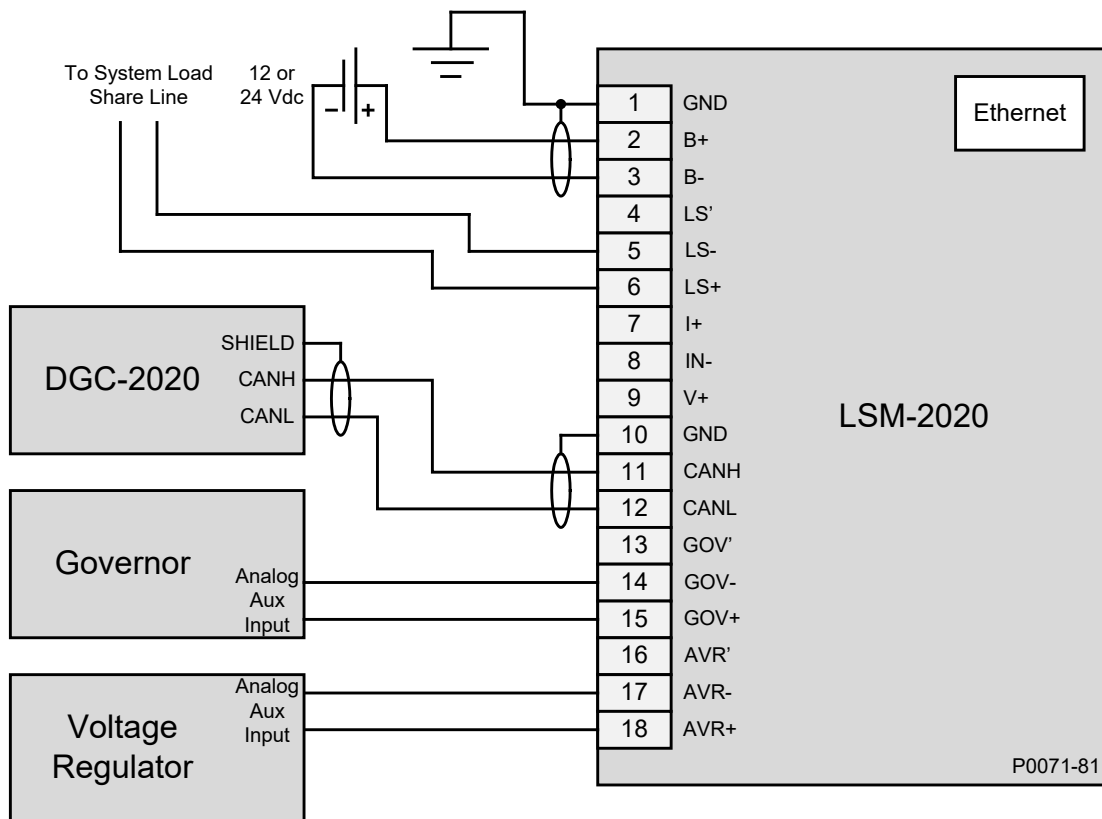 To System Load
Share Line
12 or
24 Vdc
− +
Ethernet
1 GND
2 B+
3 B-
4 LS’
5 LS-
6 LS+
7 I+
8 IN-
9 V+
10 GND
11 CANH
12 CANL
13 GOV’
14 GOV-
15 GOV+
16 AVR’
17 AVR-
18 AVR+
LSM-2020
DGC-2020
SHIELD
CANH
CANL
Governor
Analog
Aux
Input
Voltage
Regulator
Analog
Aux
Input
P0071-81